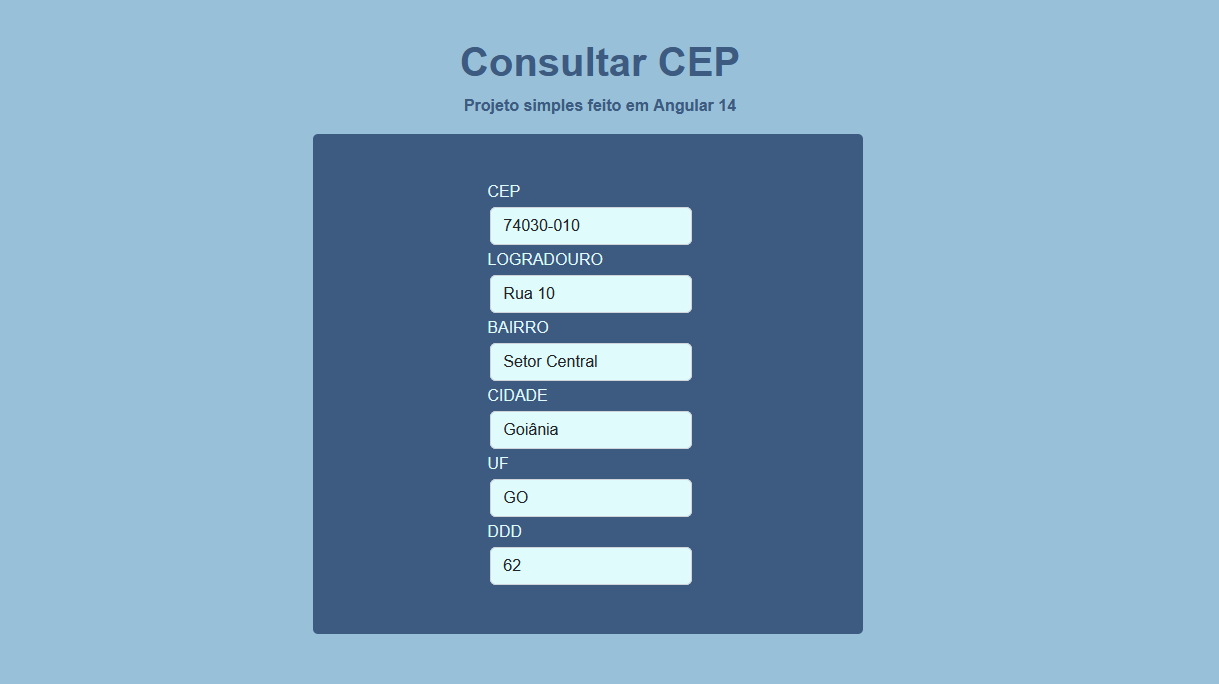 Consultar CEP
Projeto simples feito em Angular 14
CEP
74030-010
LOGRADOURO
Rua 10
BAIRRO
Setor Central
CIDADE
Goiânia
UF
GO
DDD
62